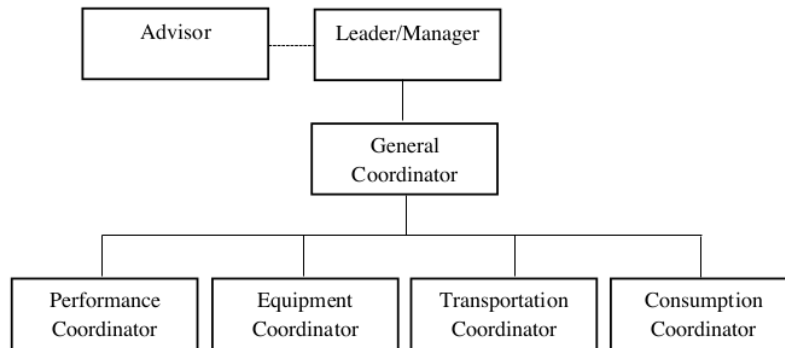 Advisor
Leader/Manager
General
Coordinator
Performance
Coordinator
Equipment
Coordinator
Transportation
Coordinator
Consumption
Coordinator